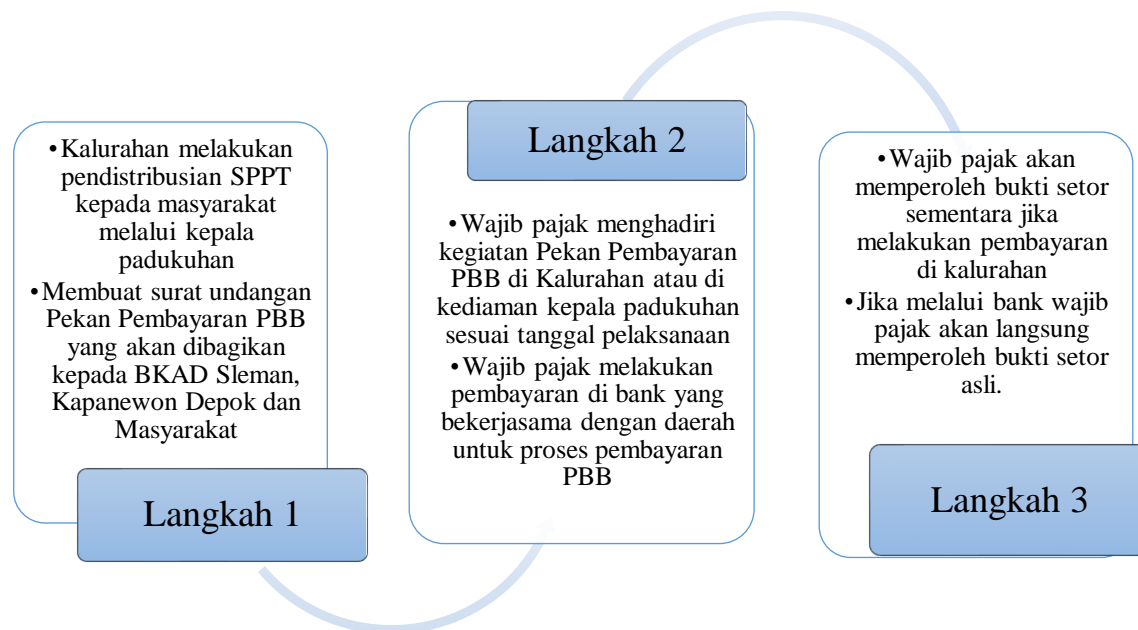 •Kalurahan melakukan
pendistribusian SPPT
kepada masyarakat
melalui kepala
padukuhan
•Membuat surat undangan
Pekan Pembayaran PBB
yang akan dibagikan
kepada BKAD Sleman,
Kapanewon Depok dan
Masyarakat
Langkah 1
Langkah 2
•Wajib pajak menghadiri
kegiatan Pekan Pembayaran
PBB di Kalurahan atau di
kediaman kepala padukuhan
sesuai tanggal pelaksanaan
•Wajib pajak melakukan
pembayaran di bank yang
bekerjasama dengan daerah
untuk proses pembayaran
PBB
•Wajib pajak akan
memperoleh bukti setor
sementara jika
melakukan pembayaran
di kalurahan
•Jika melalui bank wajib
pajak akan langsung
memperoleh bukti setor
asli.
Langkah 3